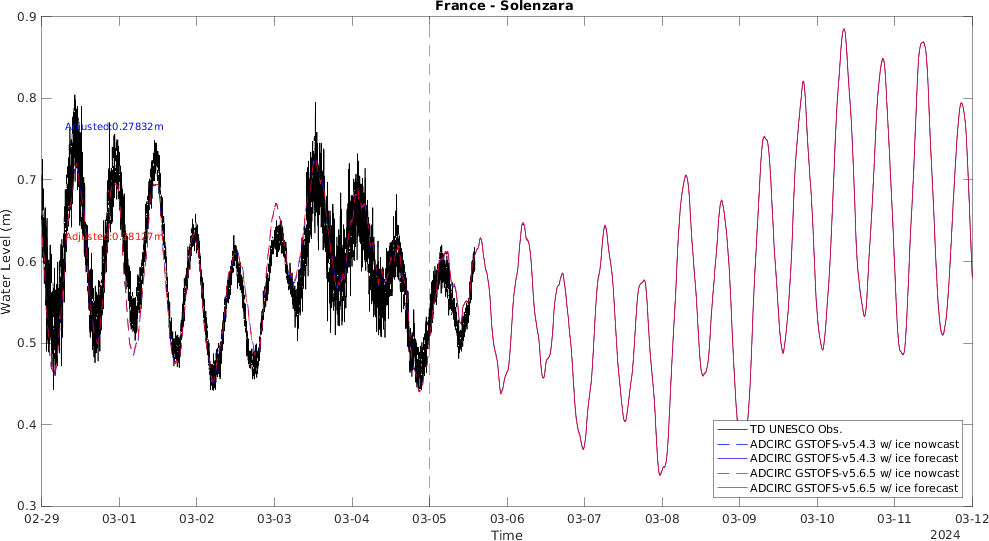 France - Solenzara
0.9
0.8
0.7
0.6
0.5
0.4
0.3
Water Level (m)
Adjusted:0.27832m
02-29
03-01
03-02
03-03
03-04
03-05
03-06
03-07
03-08
03-09
03-10
03-11
03-12
Time
2024
TD UNESCO Obs.
ADCIRC GSTOFS-v5.4.3 w/ ice nowcast
ADCIRC GSTOFS-v5.4.3 w/ ice forecast
ADCIRC GSTOFS-v5.6.5 w/ ice nowcast
ADCIRC GSTOFS-v5.6.5 w/ ice forecast